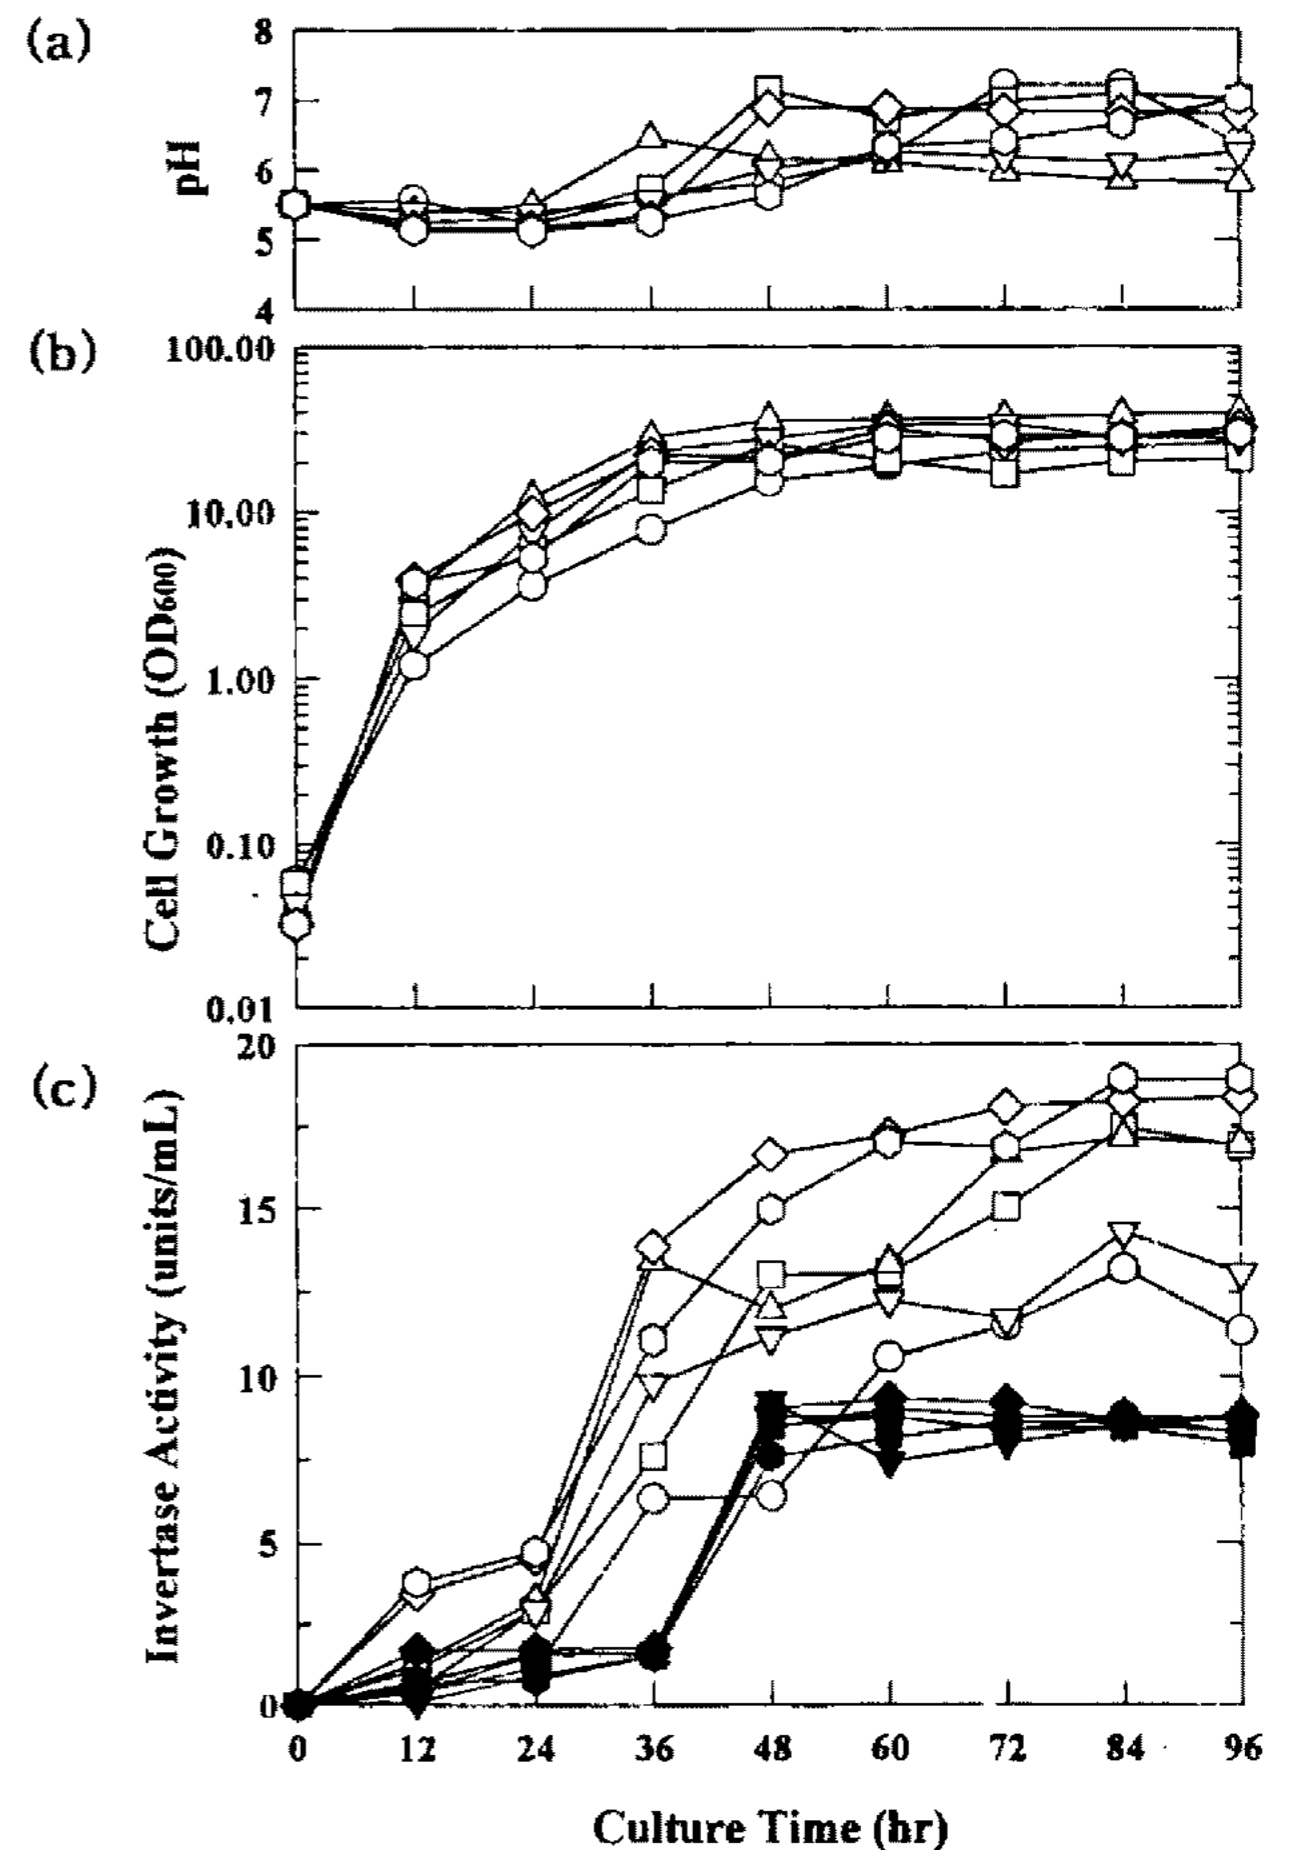 (a)
8
7
6
5
4
pH
(b)
100.00
10.00
1.00
0.10
0.01
Cell Growth (OD600)
(c)
20
15
10
5
0
Invertase Activity (units/mL)
0 12 24 36 48 60 72 84 96
Culture Time (hr)